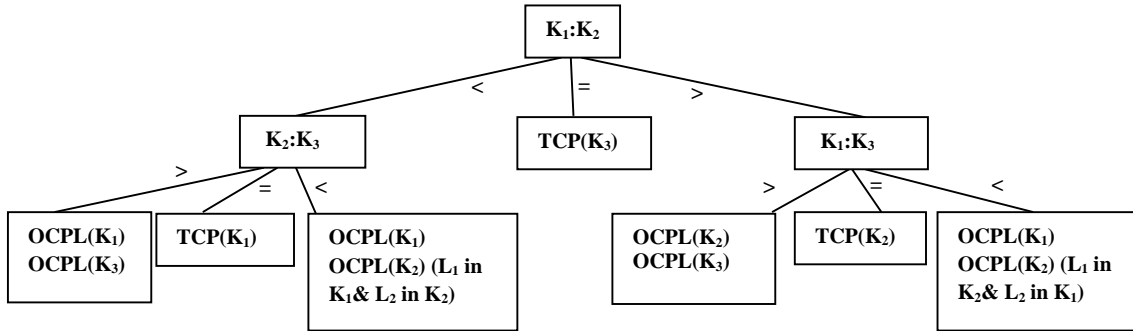 K₁:K₂
< = >
K₂:K₃
TCP(K₃)
K₁:K₃
> = <
> = <
OCPL(K₁)
OCPL(K₃)
TCP(K₁)
OCPL(K₁)
OCPL(K₂) (L₁ in
K₁& L₂ in K₂)
OCPL(K₂)
OCPL(K₃)
TCP(K₂)
OCPL(K₁)
OCPL(K₂) (L₁ in
K₂& L₂ in K₁)